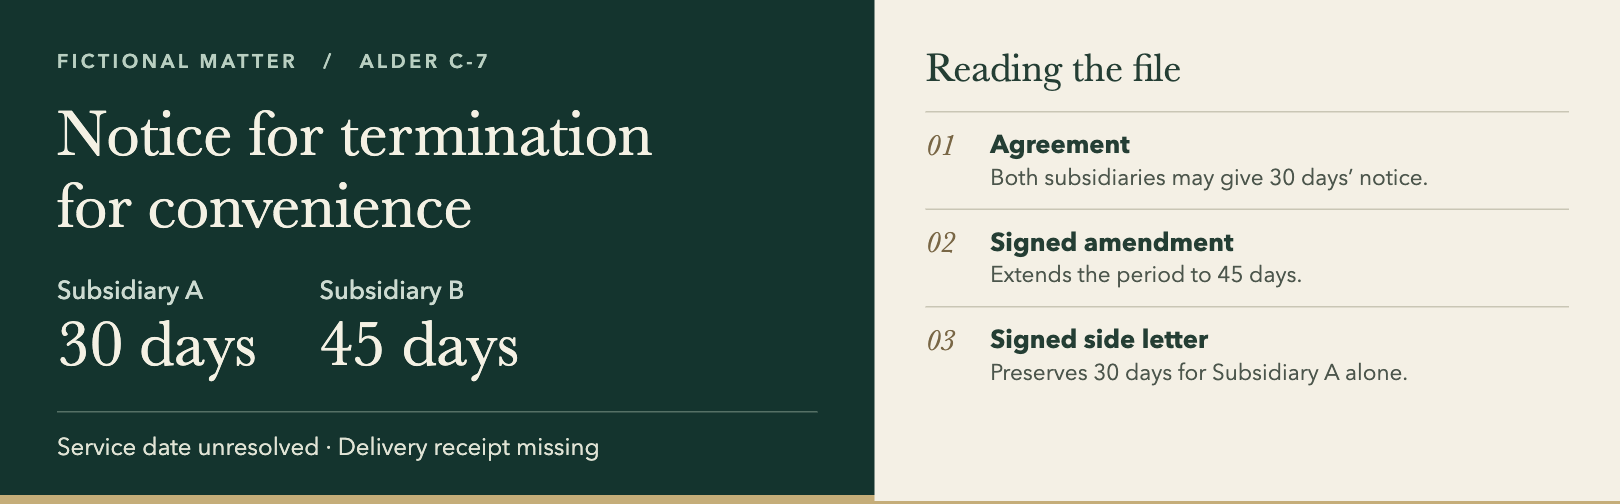 FICTIONAL MATTER / ALDER C-7
Notice for termination
for convenience
Subsidiary A
30 days
Subsidiary B
45 days
Service date unresolved · Delivery receipt missing
Reading the file
01 Agreement
Both subsidiaries may give 30 days’ notice.
02 Signed amendment
Extends the period to 45 days.
03 Signed side letter
Preserves 30 days for Subsidiary A alone.